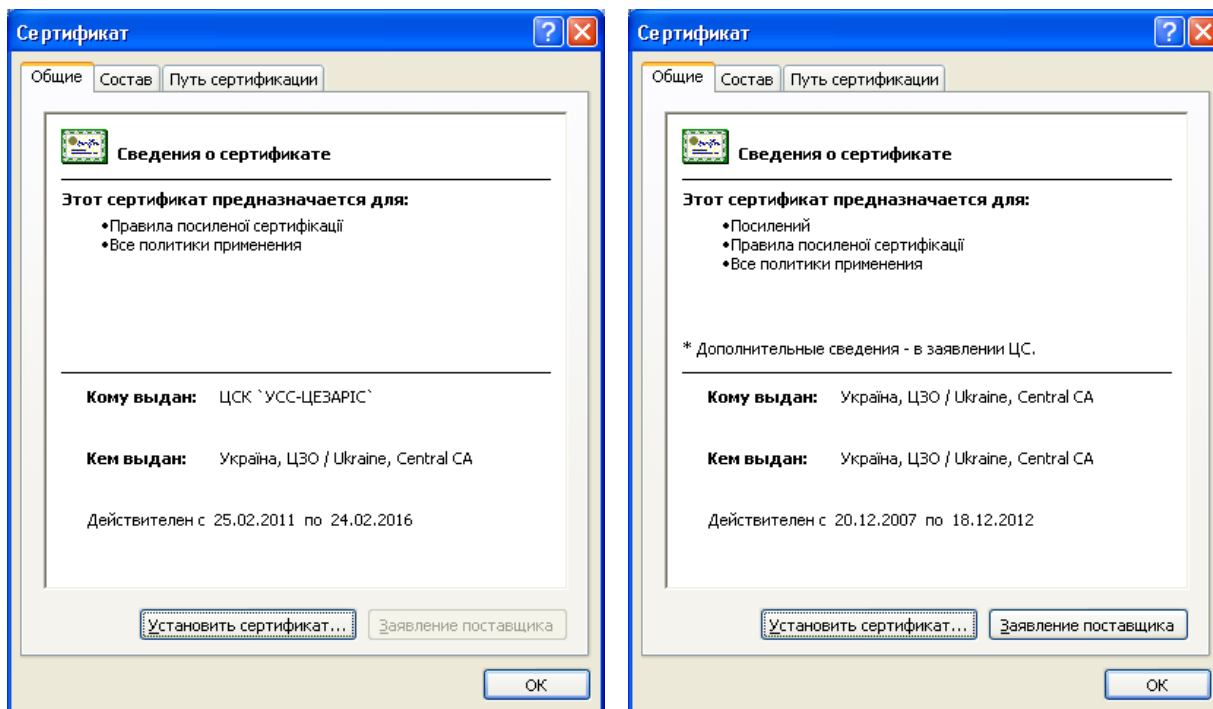 Сертификат
Общие Состав Путь сертификации
Сведения о сертификате
Этот сертификат предназначается для:
•Правила посиленої сертифікації
•Все политики применения
Кому выдан: ЦСК `УСС-ЦЕЗАРІС`
Кем выдан: Україна, ЦЗО / Ukraine, Central CA
Действителен с 25.02.2011 по 24.02.2016
Установить сертификат... Заявление поставщика
ОК
Сертификат
Общие Состав Путь сертификации
Сведения о сертификате
Этот сертификат предназначается для:
•Посилений
•Правила посиленої сертифікації
•Все политики применения
* Дополнительные сведения - в заявлении ЦС.
Кому выдан: Україна, ЦЗО / Ukraine, Central CA
Кем выдан: Україна, ЦЗО / Ukraine, Central CA
Действителен с 20.12.2007 по 18.12.2012
Установить сертификат... Заявление поставщика
ОК